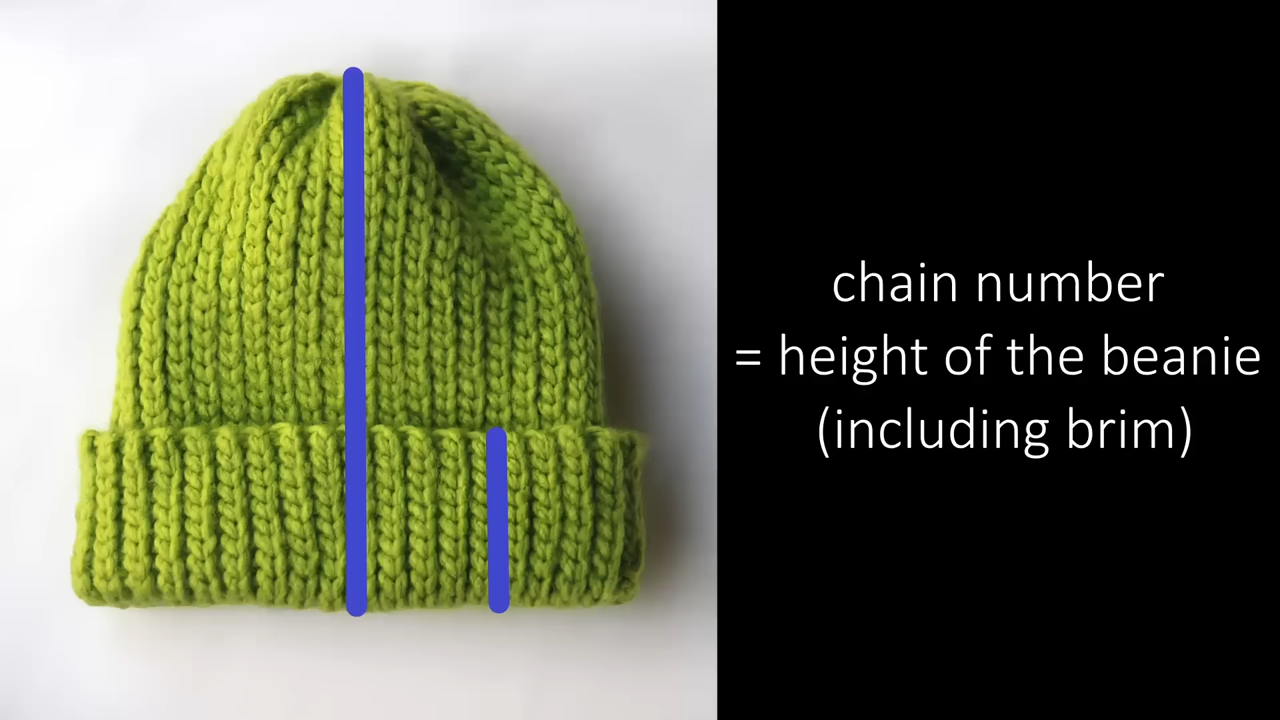 chain number
= height of the beanie
(including brim)